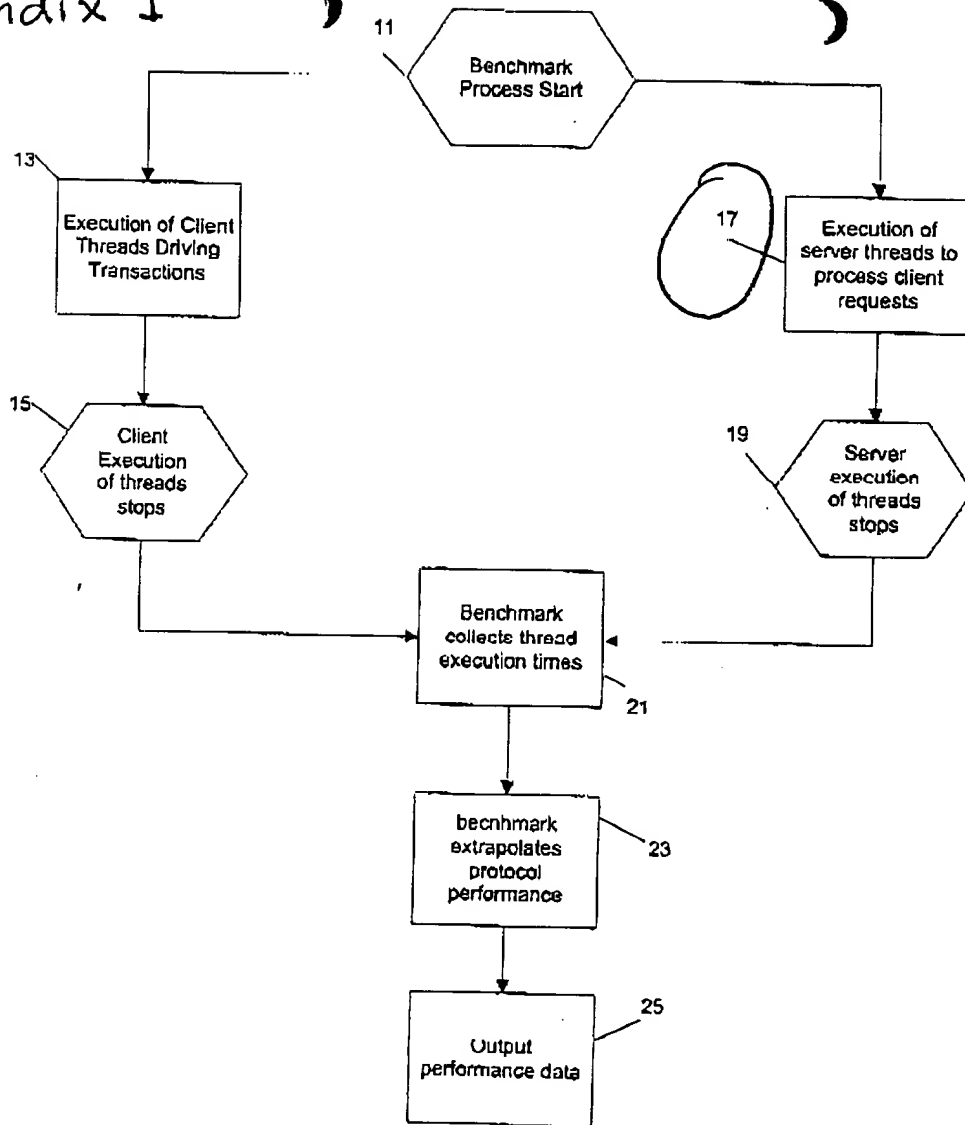 ndix 1
11
Benchmark
Process Start
13
Execution of Client
Threads Driving
Transactions
17
Execution of
server threads to
process client
requests
15
Client
Execution
of threads
stops
19
Server
execution
of threads
stops
Benchmark
collects thread
execution times
21
becnhmark
extrapolates
protocol
performance
23
25
Output
performance data